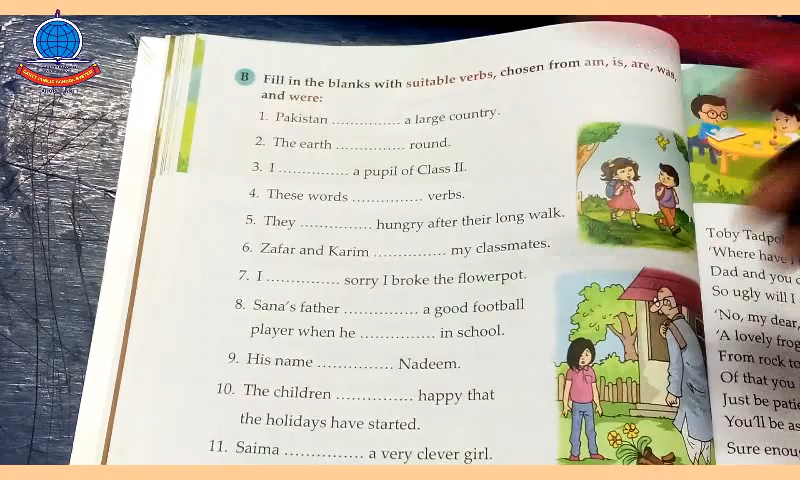 B Fill in the blanks with suitable verbs, chosen from am, is, are, was,
and were:
1. Pakistan .............. a large country.
2. The earth .............. round.
3. I .............. a pupil of Class II.
4. These words .............. verbs.
5. They .............. hungry after their long walk.
6. Zafar and Karim .............. my classmates.
7. I .............. sorry I broke the flowerpot.
8. Sana's father .............. a good football
player when he .............. in school.
9. His name .............. Nadeem.
10. The children .............. happy that
the holidays have started.
11. Saima .............. a very clever girl.
Toby Tadpol
'Where have I
Dad and you
So ugly will I
'No, my dear,
'A lovely frog
From rock to
Of that you
Just be patie
You'll be as
Sure enou